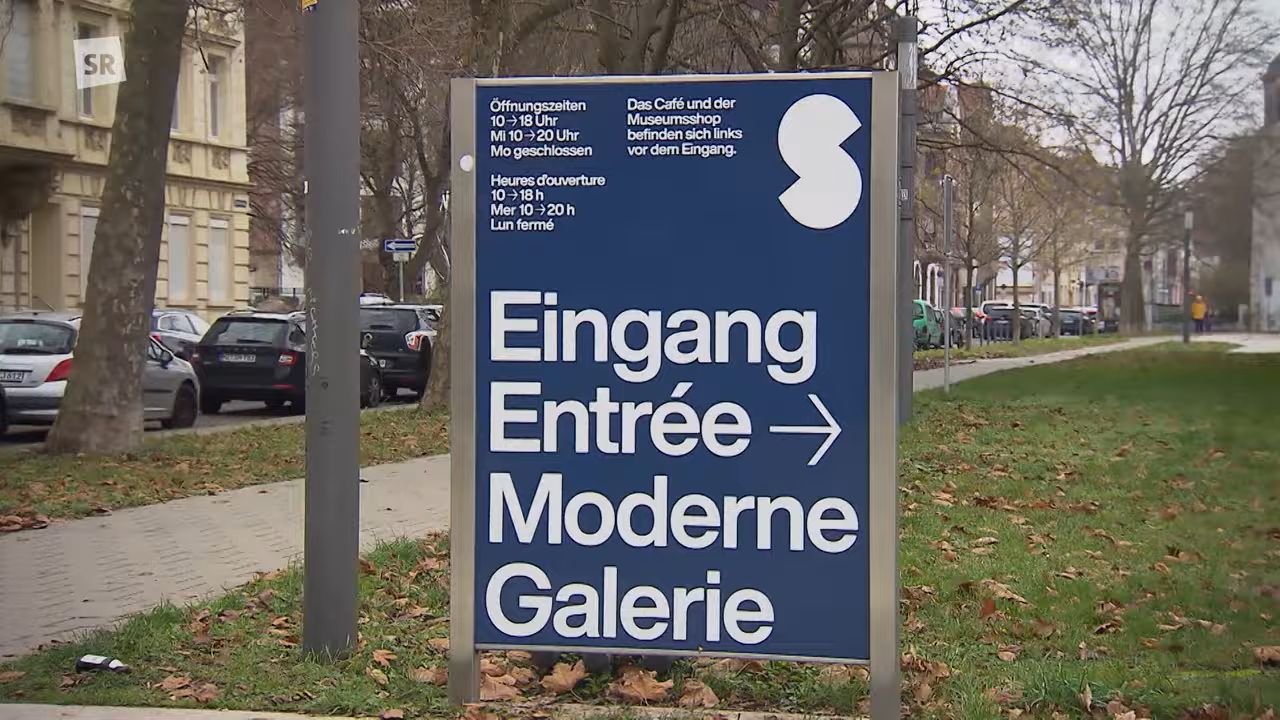 SR
Öffnungszeiten
10→18 Uhr
Mi 10→20 Uhr
Mo geschlossen
Das Café und der
Museumsshop
befinden sich links
vor dem Eingang.
Heures d'ouverture
10→18 h
Mer 10→20 h
Lun fermé
Eingang
Entrée →
Moderne
Galerie